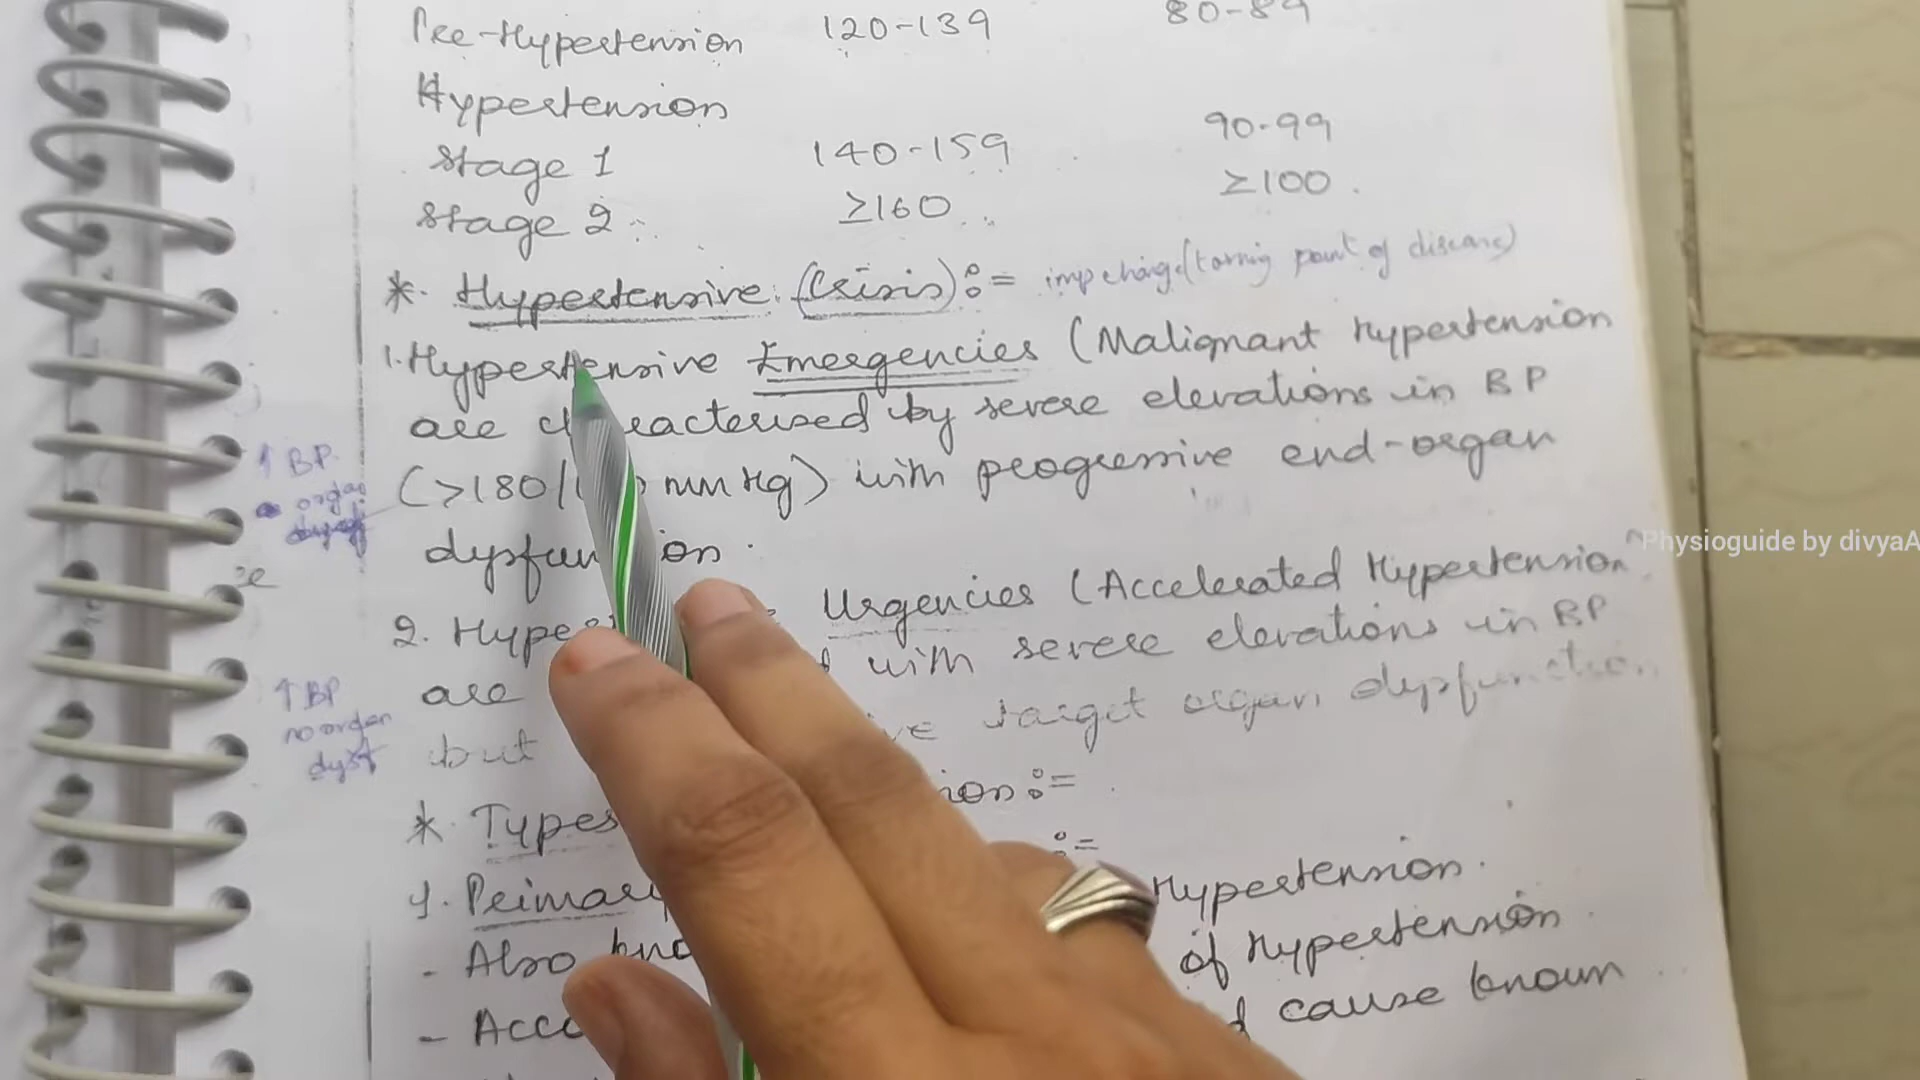 Pre-Hypertension 120-139 80-89
Hypertension
Stage 1 140-159 90-99
Stage 2 ≥160 ≥100
* Hypertensive (Crisis):= imp chang (turning point of disease)
1. Hypertensive Emergencies (Malignant Hypertension
are characterised by severe elevations in BP
(>180/ mm Hg) with progressive end-organ
dysfunction.
↑ BP
organ
2. Urgencies (Accelerated Hypertension
are with severe elevations in BP
but target organ dysfunction.
↑ BP
no organ
dysf
* Types :=
1. Primary Hypertension.
- Also of Hypertension
- cause known
Physioguide by divyaA